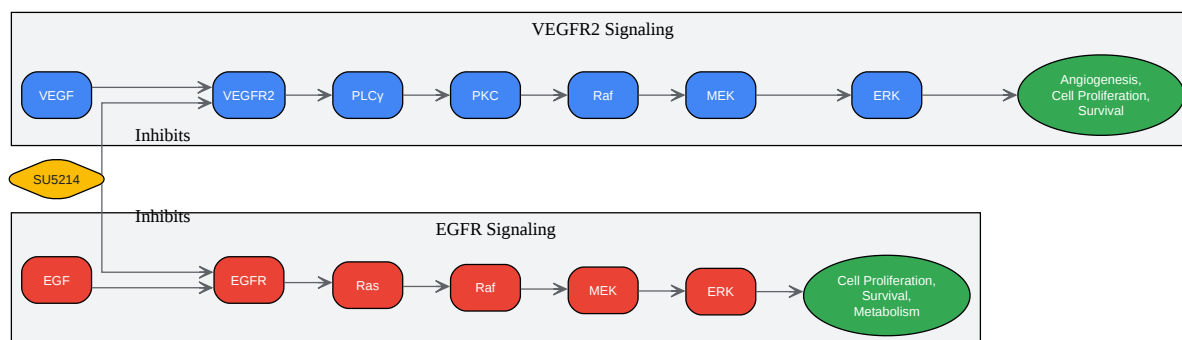 VEGFR2 Signaling
VEGF
VEGFR2
PLCγ
PKC
Raf
MEK
ERK
Angiogenesis,
Cell Proliferation,
Survival
Inhibits
SU5214
Inhibits
EGFR Signaling
EGF
EGFR
Ras
Raf
MEK
ERK
Cell Proliferation,
Survival,
Metabolism